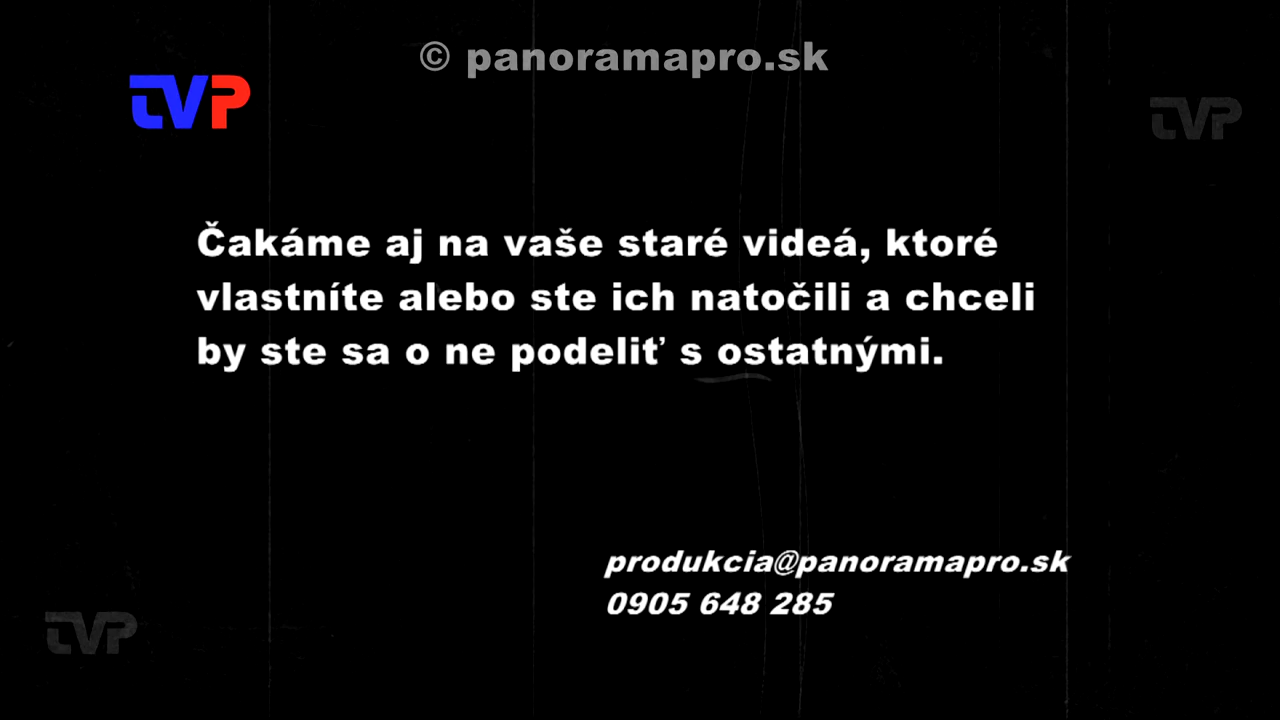 © panoramapro.sk
TVP
TVP
Čakáme aj na vaše staré videá, ktoré
vlastníte alebo ste ich natočili a chceli
by ste sa o ne podeliť s ostatnými.
produkcia@panoramapro.sk
0905 648 285
TVP